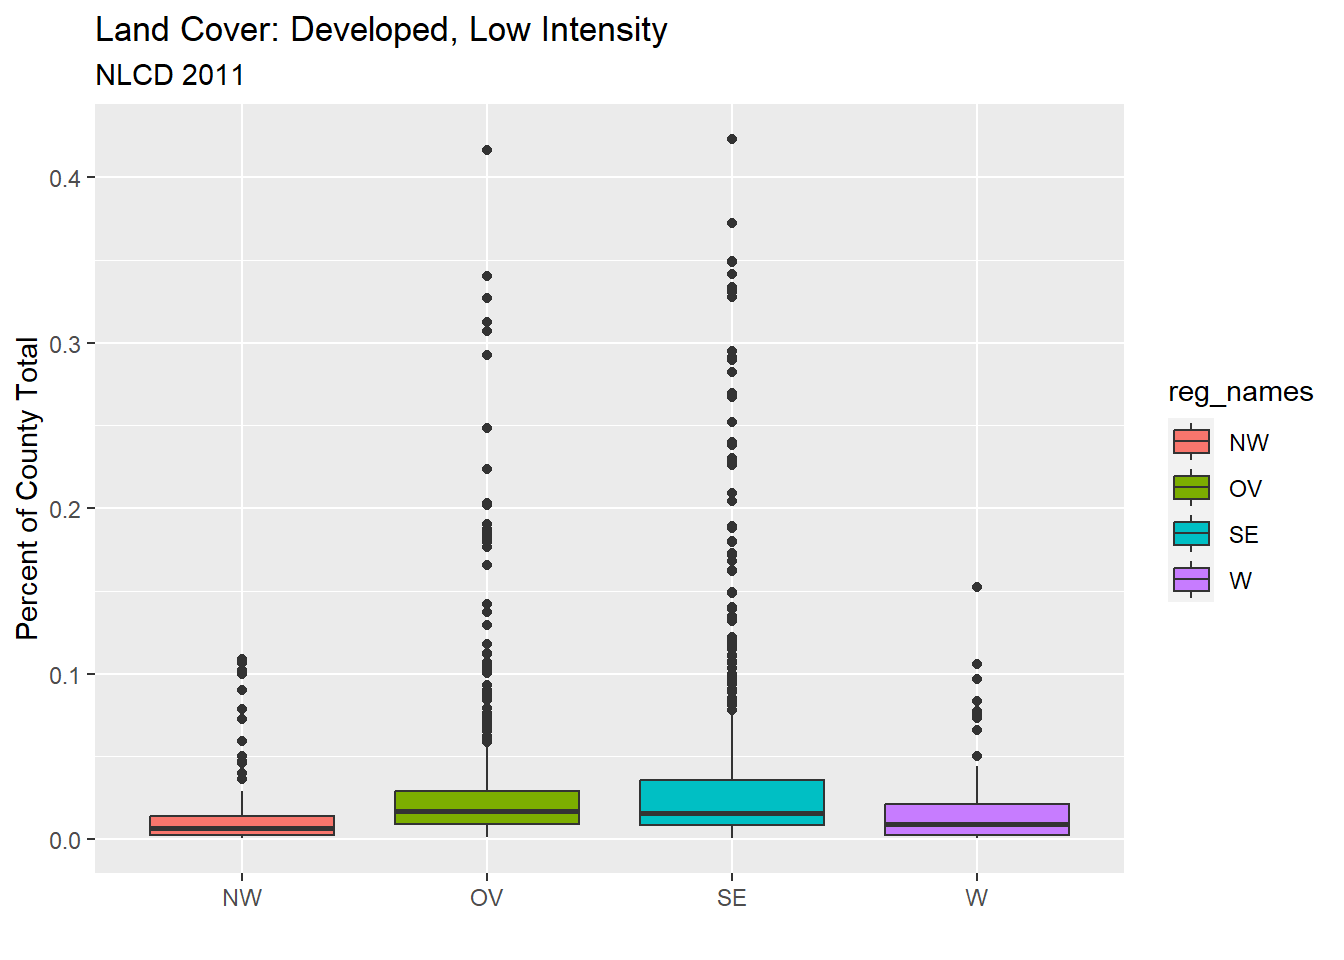 Land Cover: Developed, Low Intensity
NLCD 2011
Percent of County Total
0.4
0.3
0.2
0.1
0.0
NW
OV
SE
W
reg_names
NW
OV
SE
W